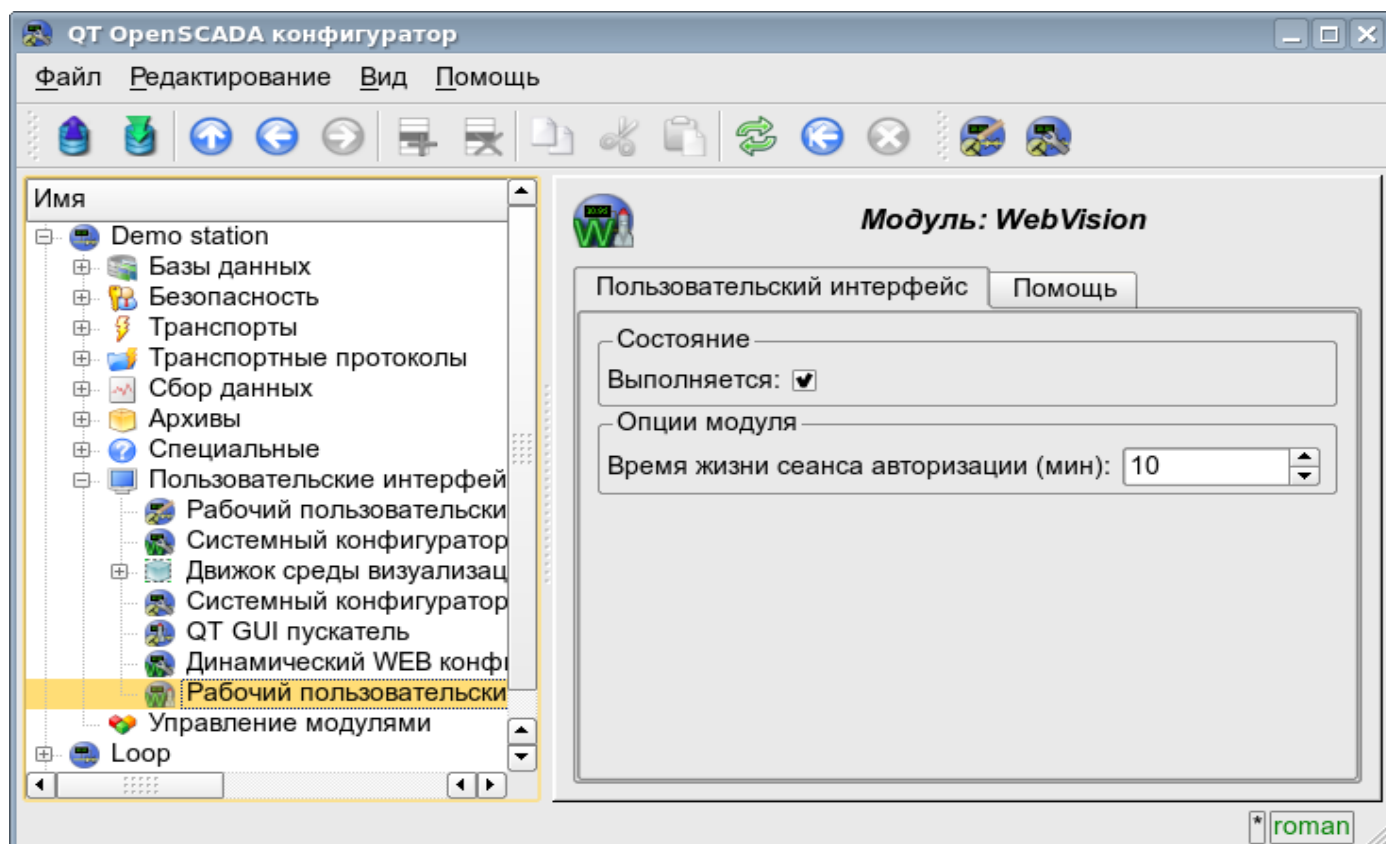 QT OpenSCADA конфигуратор
Файл Редактирование Вид Помощь
Имя
Demo station
Базы данных
Безопасность
Транспорты
Транспортные протоколы
Сбор данных
Архивы
Специальные
Пользовательские интерфей
Рабочий пользовательски
Системный конфигуратор
Движок среды визуализац
Системный конфигуратор
QT GUI пускатель
Динамический WEB конфи
Рабочий пользовательски
Управление модулями
Loop
Модуль: WebVision
Пользовательский интерфейс Помощь
Состояние
Выполняется:
Опции модуля
Время жизни сеанса авторизации (мин): 10
* roman